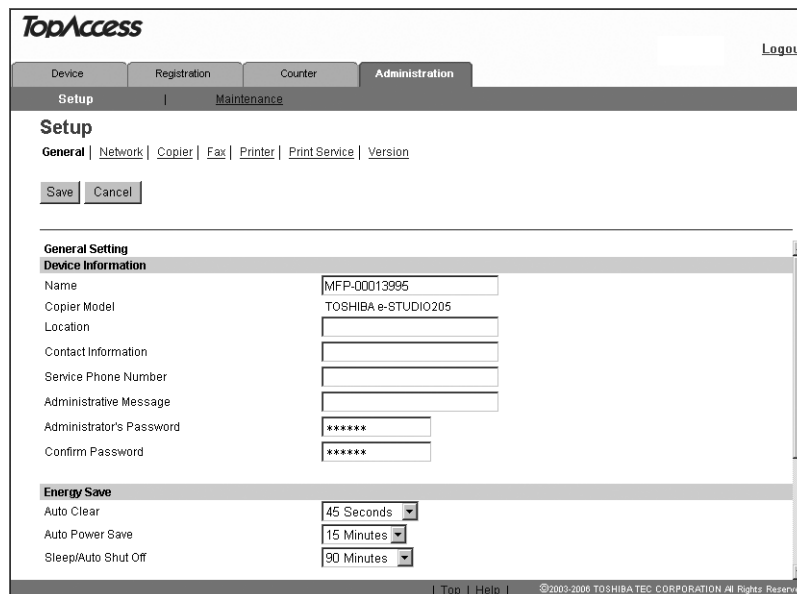 TopAccess
Logou
Device Registration Counter Administration
Setup | Maintenance
Setup
General | Network | Copier | Fax | Printer | Print Service | Version
Save Cancel
General Setting
Device Information
Name MFP-00013995
Copier Model TOSHIBA e-STUDIO205
Location
Contact Information
Service Phone Number
Administrative Message
Administrator's Password ******
Confirm Password ******
Energy Save
Auto Clear 45 Seconds
Auto Power Save 15 Minutes
Sleep/Auto Shut Off 90 Minutes
| Top | Help | ©2003-2006 TOSHIBA TEC CORPORATION All Rights Reserve